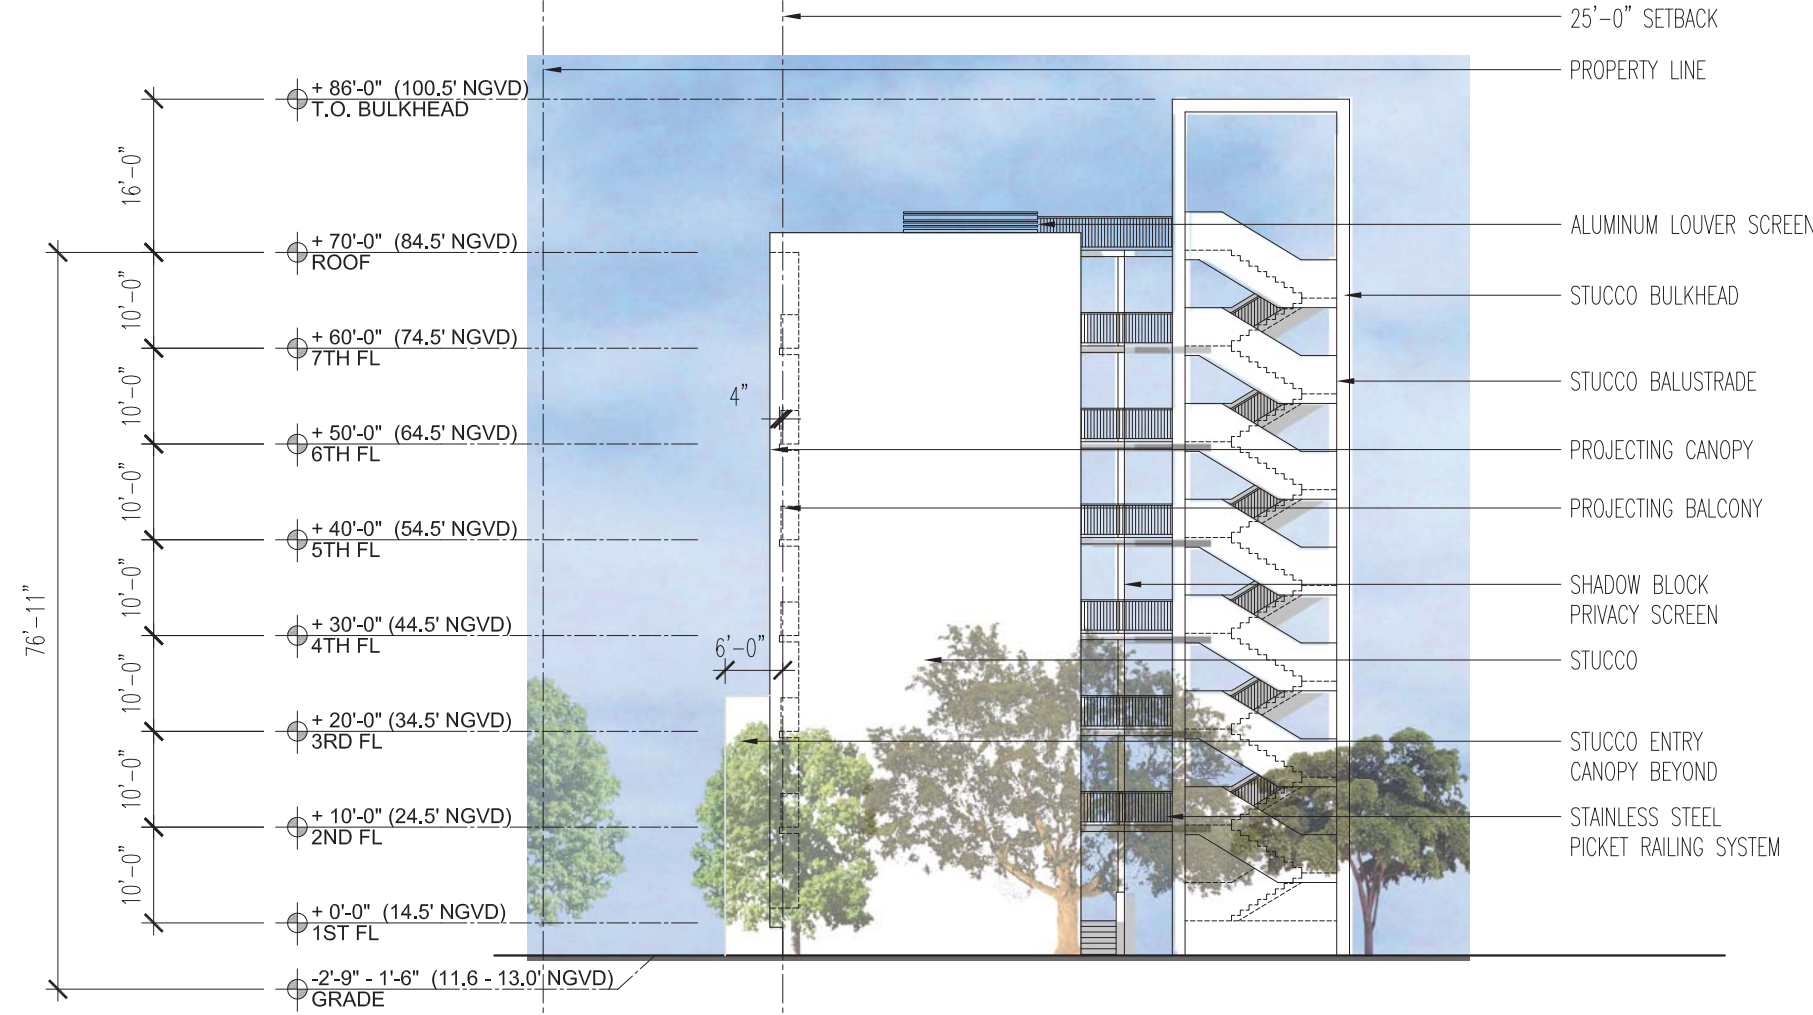 25'-0" SETBACK
PROPERTY LINE
+ 86'-0" (100.5' NGVD)
T.O. BULKHEAD
16'-0"
ALUMINUM LOUVER SCREEN
+ 70'-0" (84.5' NGVD)
ROOF
10'-0"
STUCCO BULKHEAD
+ 60'-0" (74.5' NGVD)
7TH FL
STUCCO BALUSTRADE
4"
10'-0"
+ 50'-0" (64.5' NGVD)
6TH FL
PROJECTING CANOPY
10'-0"
PROJECTING BALCONY
+ 40'-0" (54.5' NGVD)
5TH FL
10'-0"
SHADOW BLOCK
PRIVACY SCREEN
76'-11"
+ 30'-0" (44.5' NGVD)
4TH FL
6'-0"
STUCCO
10'-0"
+ 20'-0" (34.5' NGVD)
3RD FL
STUCCO ENTRY
CANOPY BEYOND
10'-0"
+ 10'-0" (24.5' NGVD)
2ND FL
STAINLESS STEEL
PICKET RAILING SYSTEM
10'-0"
+ 0'-0" (14.5' NGVD)
1ST FL
-2'-9" - 1'-6" (11.6 - 13.0' NGVD)
GRADE